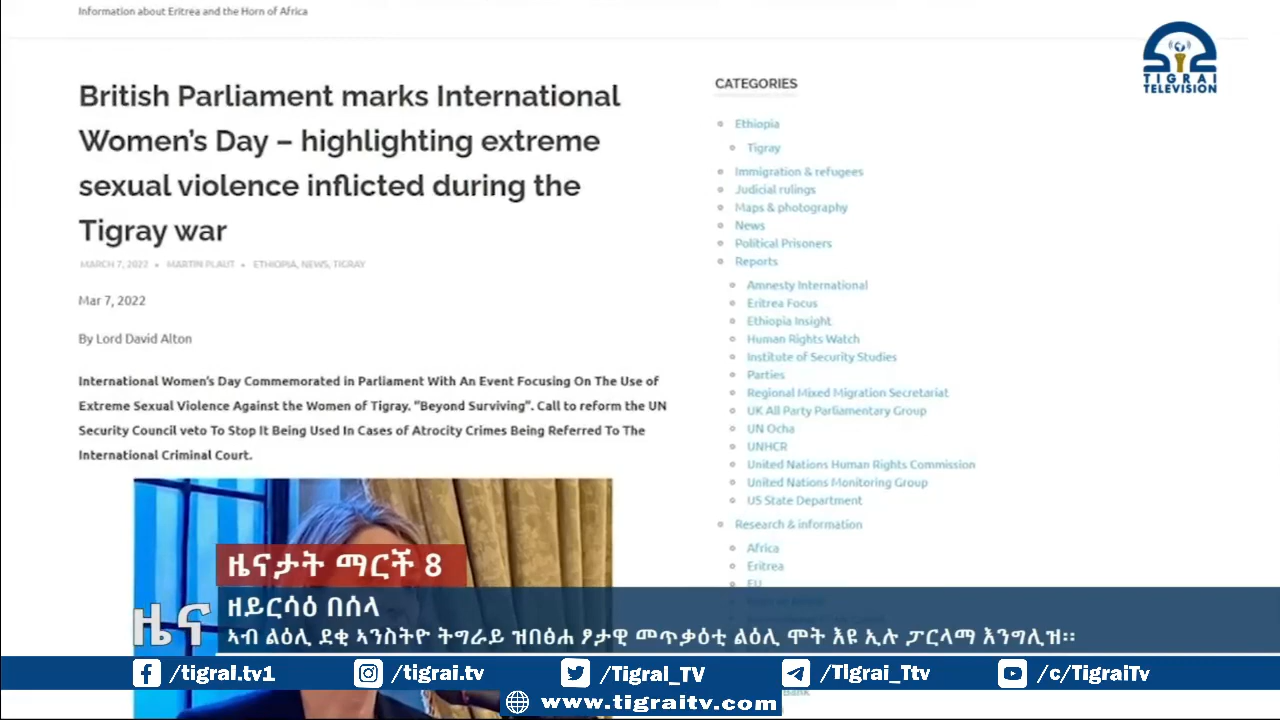 Information about Eritrea and the Horn of Africa
TIGRAI
TELEVISION
British Parliament marks International
Women's Day – highlighting extreme
sexual violence inflicted during the
Tigray war
MARCH 7, 2022 • MARTIN PLAUT • ETHIOPIA, NEWS, TIGRAY
Mar 7, 2022
By Lord David Alton
International Women's Day Commemorated in Parliament With An Event Focusing On The Use of
Extreme Sexual Violence Against the Women of Tigray. "Beyond Surviving". Call to reform the UN
Security Council veto To Stop It Being Used In Cases of Atrocity Crimes Being Referred To The
International Criminal Court.
CATEGORIES
Ethiopia
Tigray
Immigration & refugees
Judicial rulings
Maps & photography
News
Political Prisoners
Reports
Amnesty International
Eritrea Focus
Ethiopia Insight
Human Rights Watch
Institute of Security Studies
Parties
Regional Mixed Migration Secretariat
UK All Party Parliamentary Group
UN Ocha
UNHCR
United Nations Human Rights Commission
United Nations Monitoring Group
US State Department
Research & information
Africa
Eritrea
EU
ዜናታት ማርች 8
ዜና
ዘይርሳዕ በሰላ
ኣብ ልዕሊ ደቂ ኣንስትዮ ትግራይ ዝበፅሐ ፆታዊ መጥቃዕቲ ልዕሊ ሞት እዩ ኢሉ ፓርላማ እንግሊዝ፡፡
/tigrai.tv1
/tigrai.tv
/Tigrai_TV
/TIgrai_Ttv
/c/TigraiTv
Bank
www.tigraitv.com